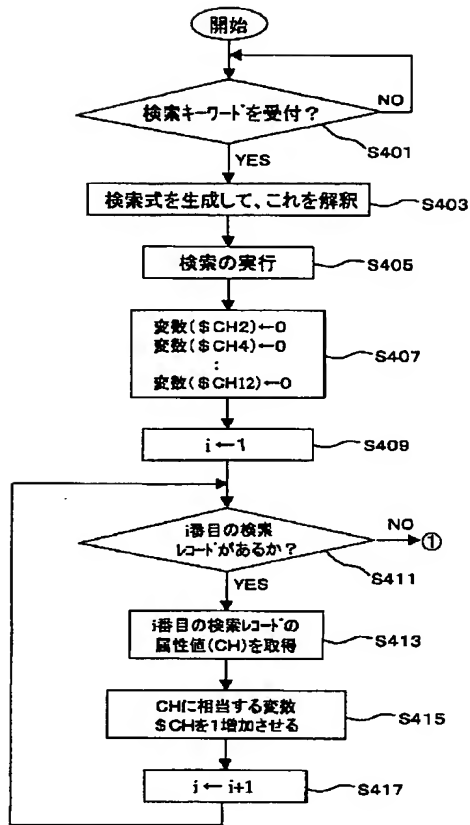 開始
検索キーワードを受付？
NO
S401
YES
検索式を生成して、これを解釈
S403
検索の実行
S405
変数($CH2)←0
変数($CH4)←0
:
変数($CH12)←0
S407
i←1
S409
i番目の検索
レコードがあるか？
NO
①
S411
YES
i番目の検索レコードの
属性値(CH)を取得
S413
CHに相当する変数
$CHを1増加させる
S415
i←i+1
S417